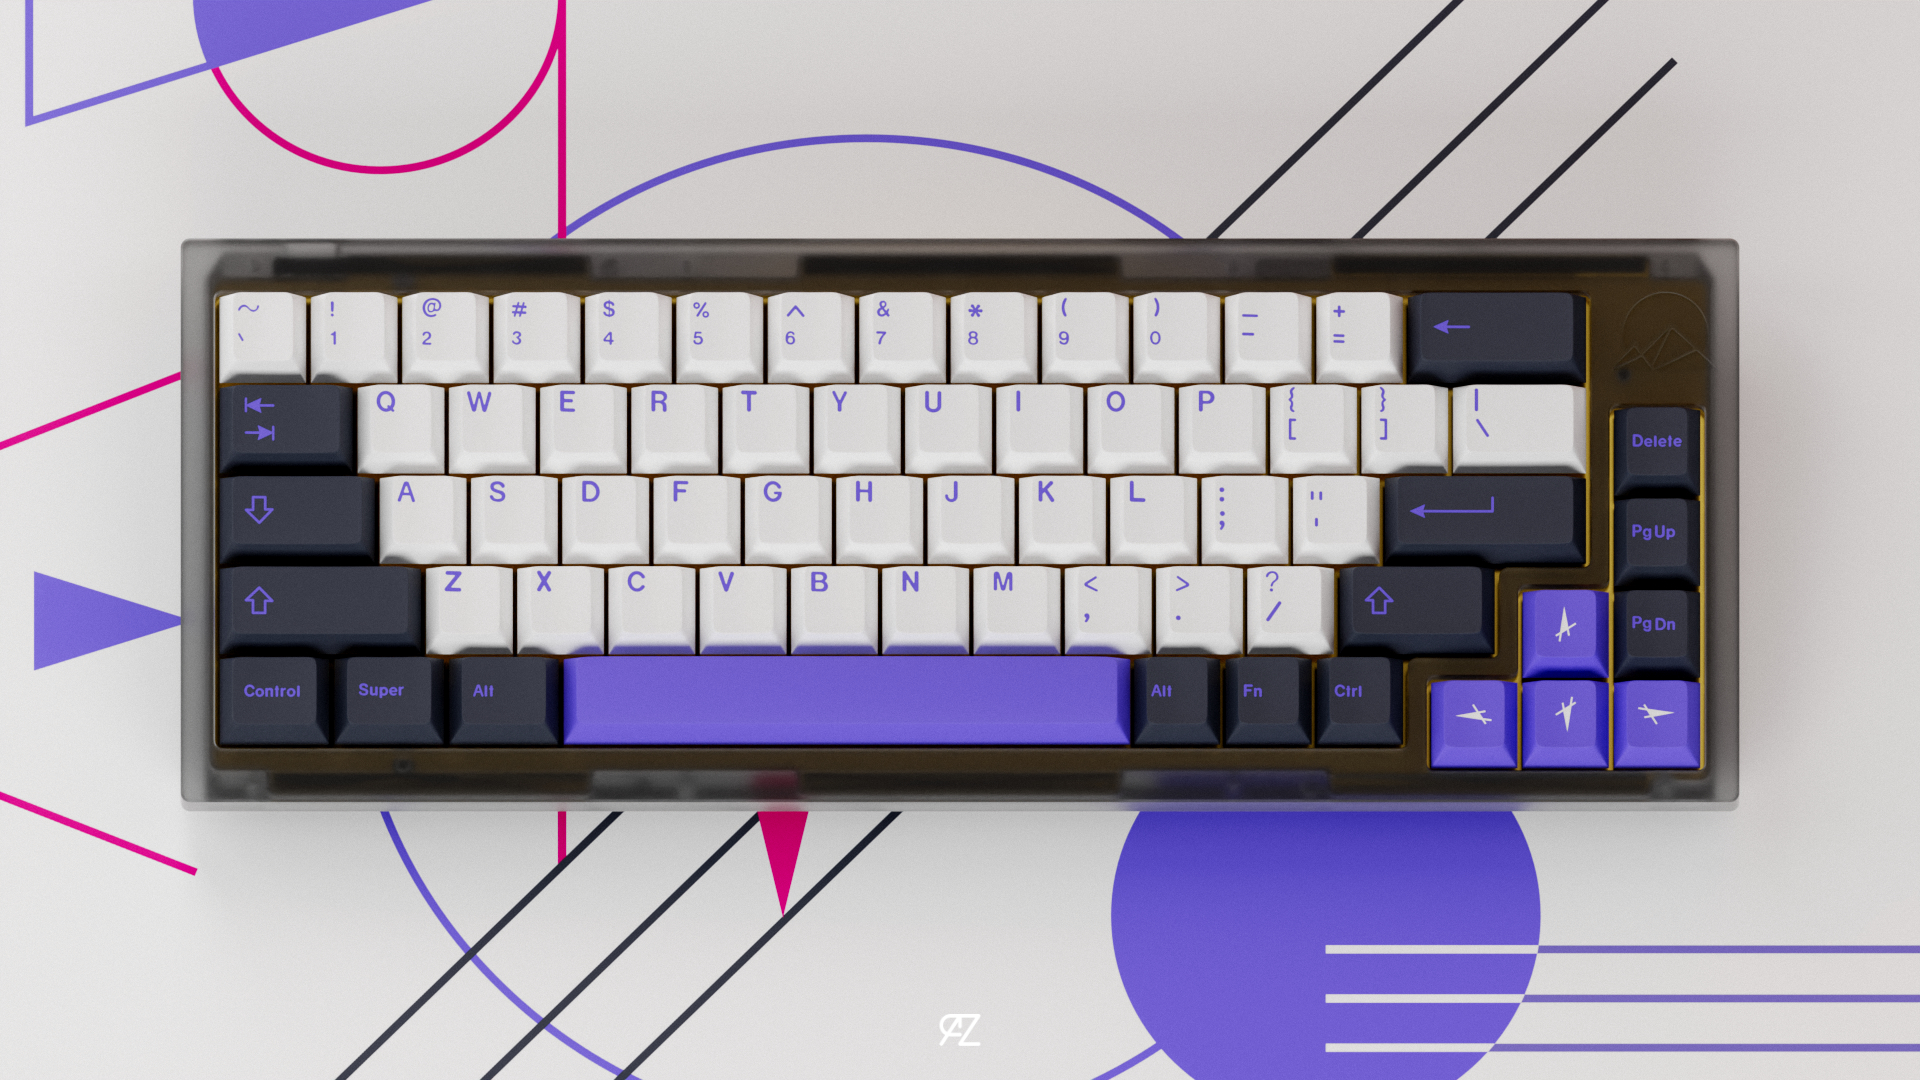 ~ ! @ # $ % ^ & * ( ) _ +
` 1 2 3 4 5 6 7 8 9 0 - =
Q W E R T Y U I O P { } |
[ ] \
Delete
A S D F G H J K L : "
; '
PgUp
Z X C V B N M < > ?
, . /
PgDn
Control Super Alt Alt Fn Ctrl